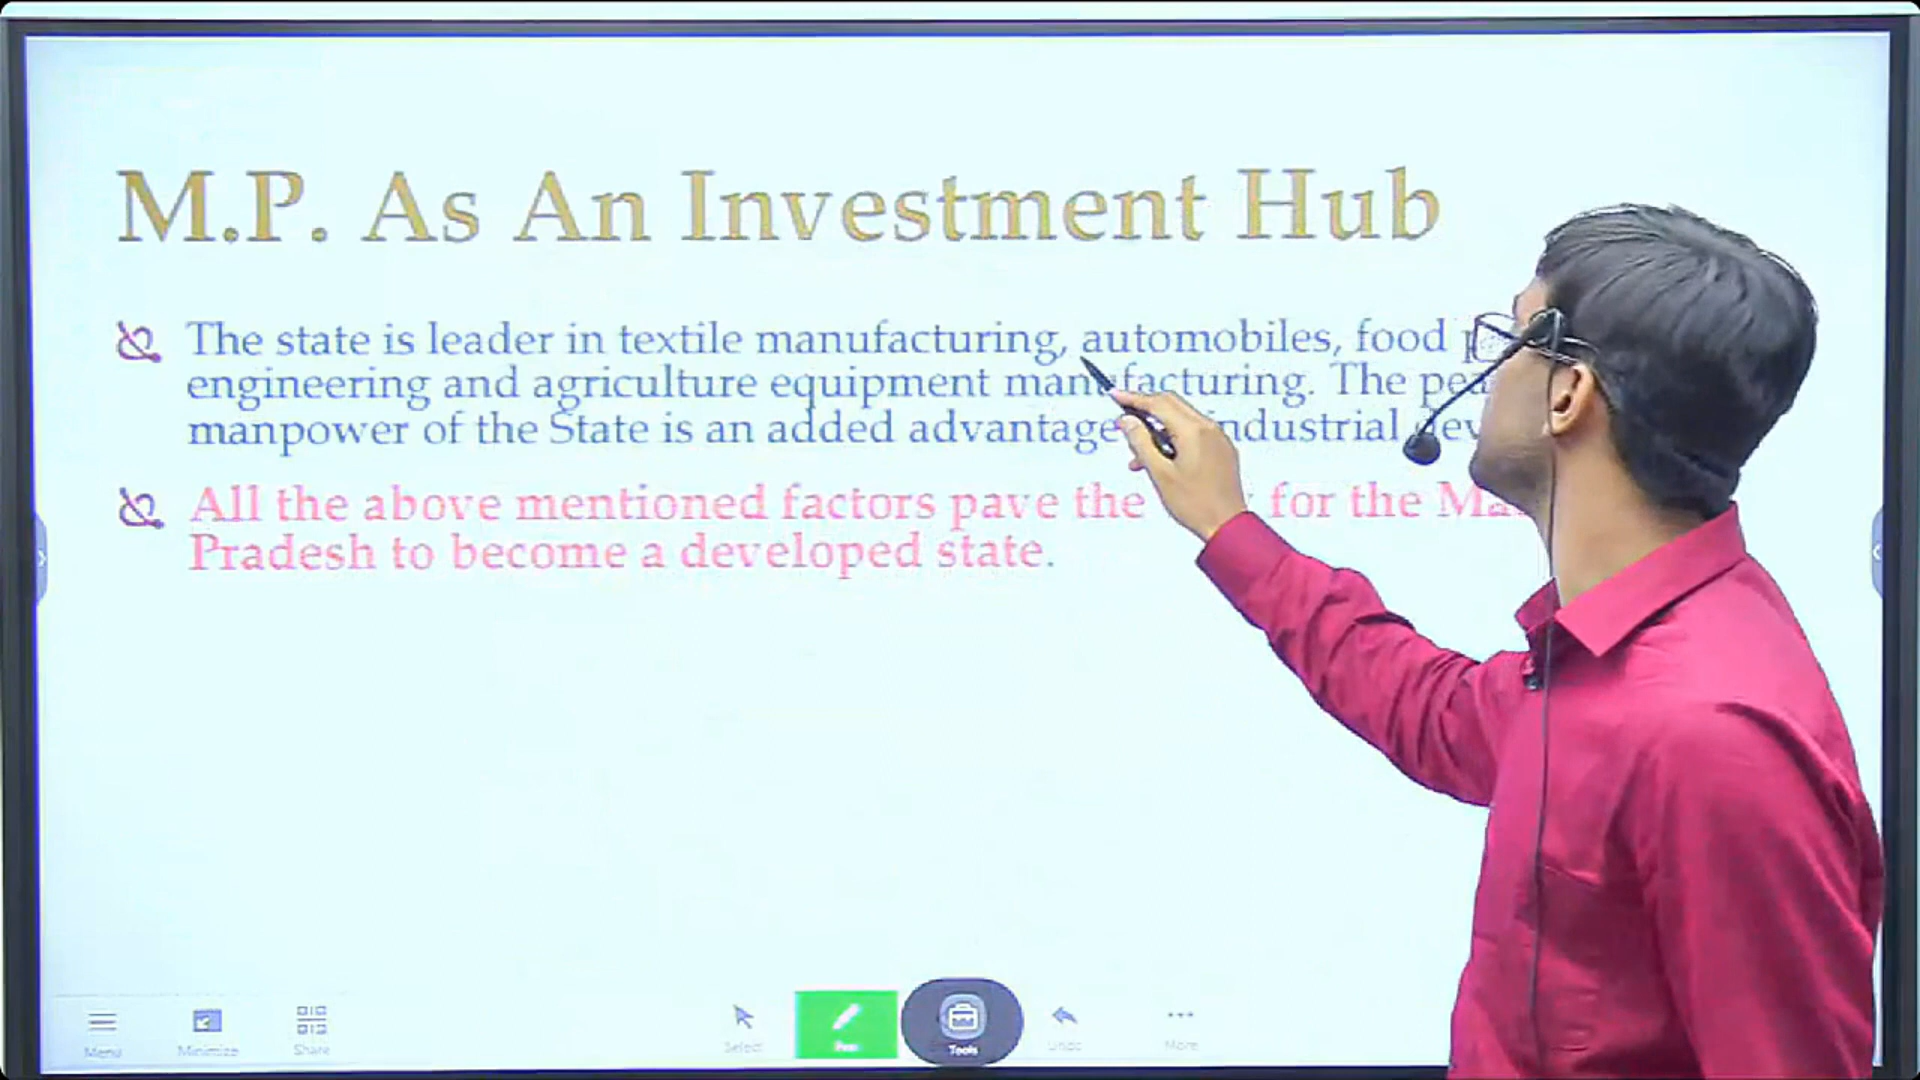 M.P. As An Investment Hub
The state is leader in textile manufacturing, automobiles, food
engineering and agriculture equipment manufacturing. The
manpower of the State is an added advantage industrial
All the above mentioned factors pave the for the
Pradesh to become a developed state.
Menu
Minimize
Share
Select
Pen
Tools
Undo
More